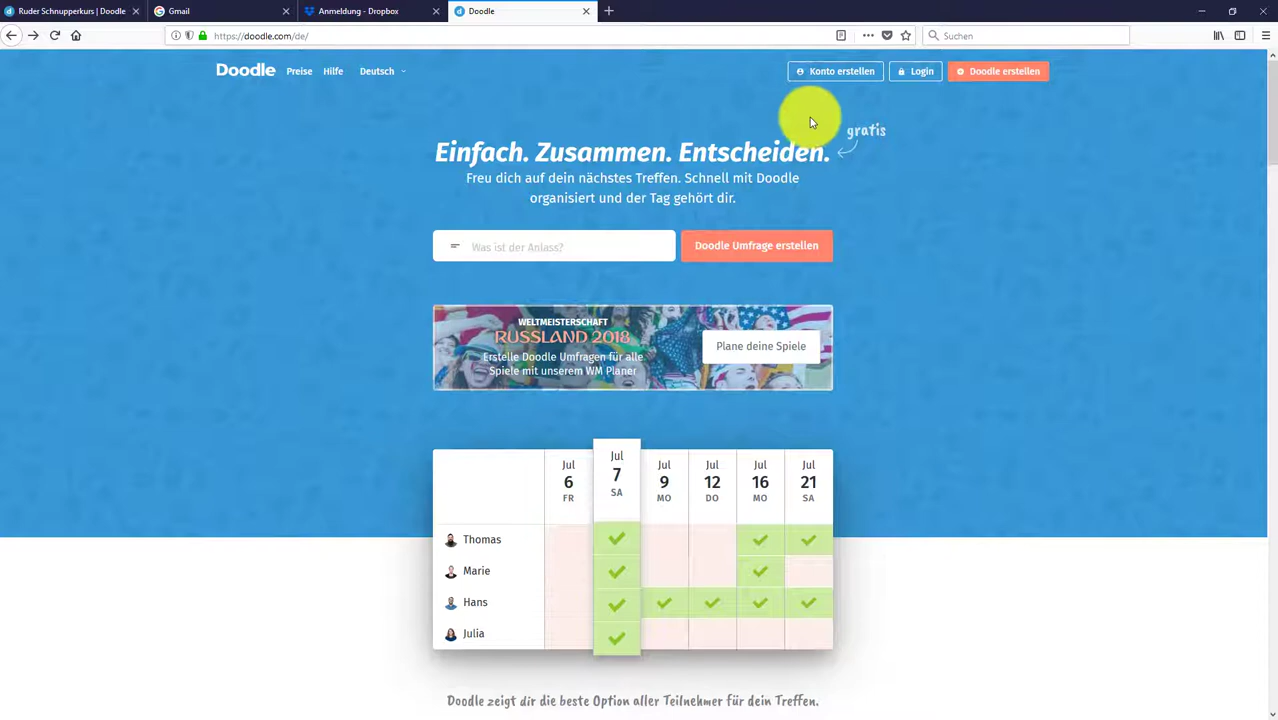 Ruder Schnupperkurs | Doodle
Gmail
Anmeldung - Dropbox
Doodle
https://doodle.com/de/
Suchen
Doodle
Preise
Hilfe
Deutsch
Konto erstellen
Login
Doodle erstellen
gratis
Einfach. Zusammen. Entscheiden.
Freu dich auf dein nächstes Treffen. Schnell mit Doodle
organisiert und der Tag gehört dir.
Was ist der Anlass?
Doodle Umfrage erstellen
WELTMEISTERSCHAFT
RUSSLAND 2018
Erstelle Doodle Umfragen für alle
Spiele mit unserem WM Planer
Plane deine Spiele
Jul Jul Jul Jul Jul Jul
6 7 9 12 16 21
FR SA MO DO MO SA
Thomas
Marie
Hans
Julia
Doodle zeigt dir die beste Option aller Teilnehmer für dein Treffen.